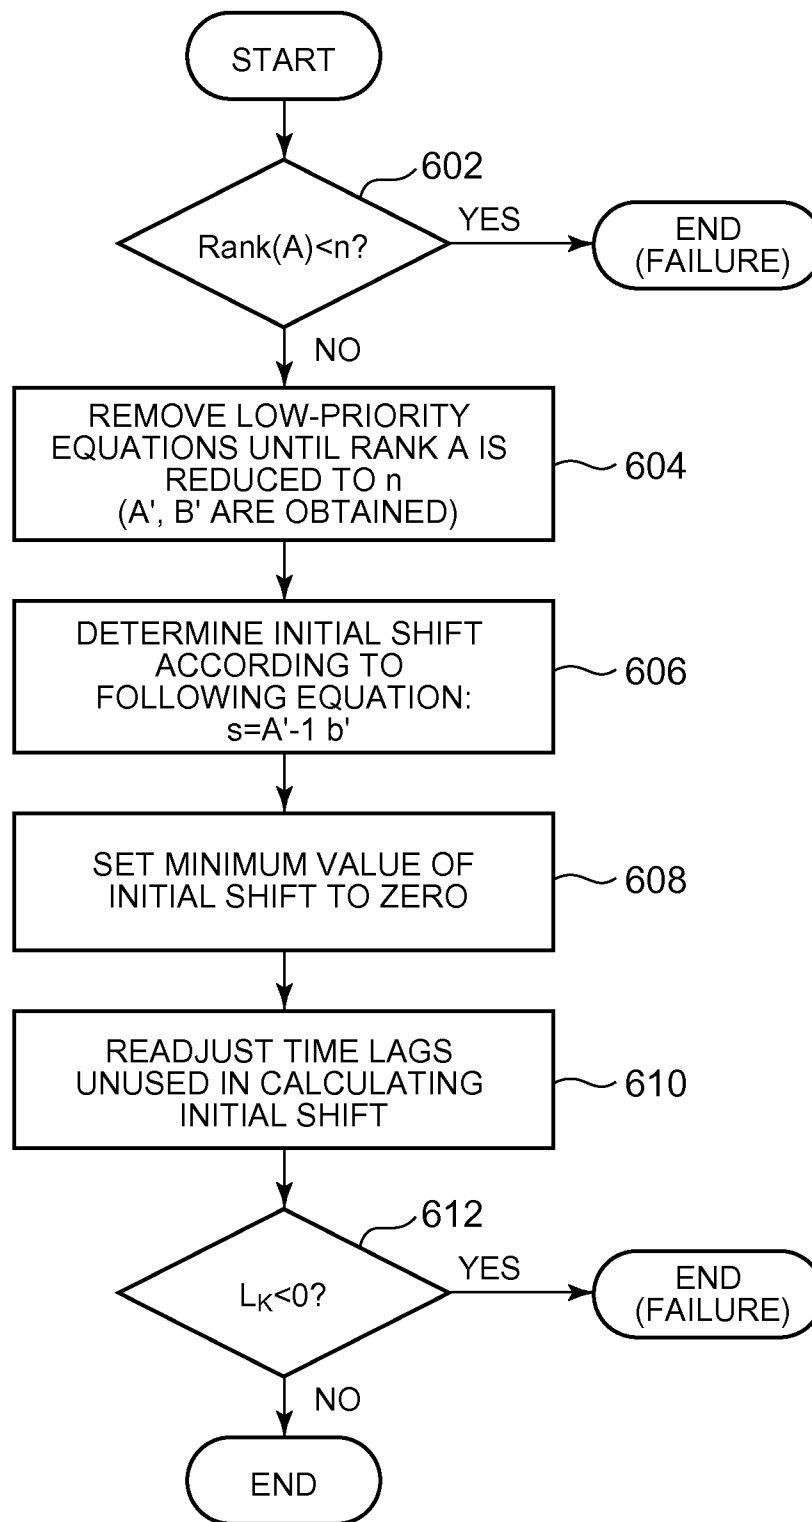 START
602
Rank(A)<n?
YES
END
(FAILURE)
NO
REMOVE LOW-PRIORITY
EQUATIONS UNTIL RANK A IS
REDUCED TO n
(A', B' ARE OBTAINED)
604
DETERMINE INITIAL SHIFT
ACCORDING TO
FOLLOWING EQUATION:
s=A'-1 b'
606
SET MINIMUM VALUE OF
INITIAL SHIFT TO ZERO
608
READJUST TIME LAGS
UNUSED IN CALCULATING
INITIAL SHIFT
610
612
LK<0?
YES
END
(FAILURE)
NO
END